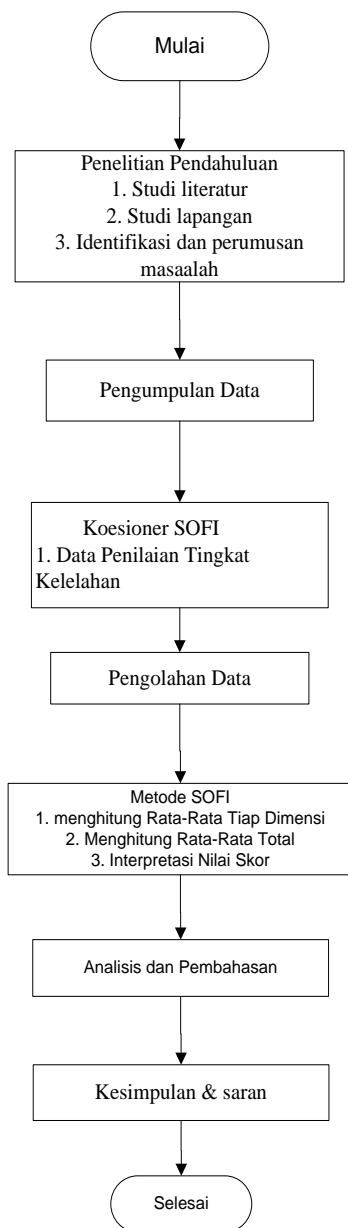 Mulai
Penelitian Pendahuluan
1. Studi literatur
2. Studi lapangan
3. Identifikasi dan perumusan
masaalah
Pengumpulan Data
Koesioner SOFI
1. Data Penilaian Tingkat
Kelelahan
Pengolahan Data
Metode SOFI
1. menghitung Rata-Rata Tiap Dimensi
2. Menghitung Rata-Rata Total
3. Interpretasi Nilai Skor
Analisis dan Pembahasan
Kesimpulan & saran
Selesai